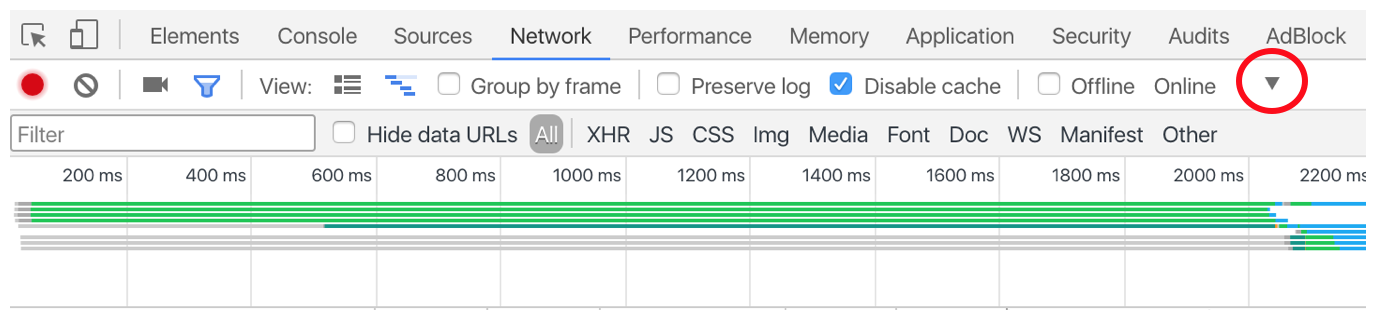 Elements Console Sources Network Performance Memory Application Security Audits AdBlock
View: Group by frame Preserve log Disable cache Offline Online
Filter Hide data URLs All XHR JS CSS Img Media Font Doc WS Manifest Other
200 ms 400 ms 600 ms 800 ms 1000 ms 1200 ms 1400 ms 1600 ms 1800 ms 2000 ms 2200 ms